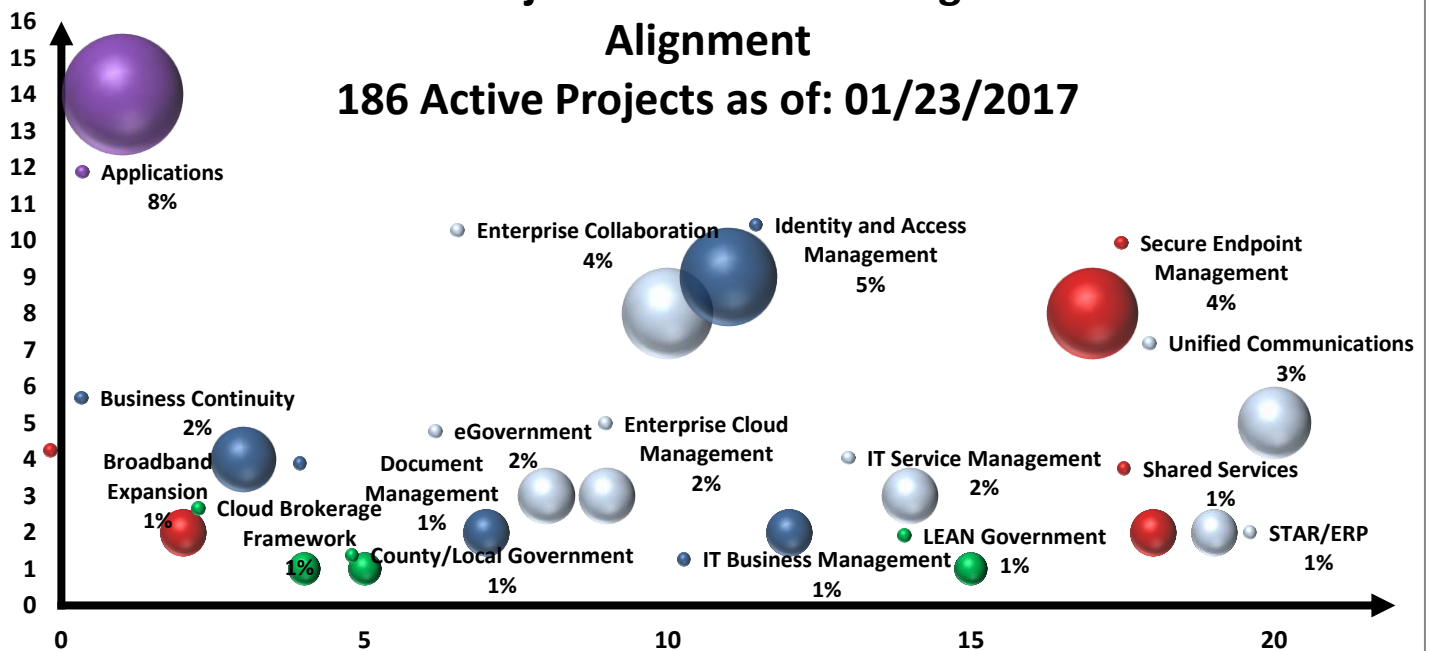 Alignment
186 Active Projects as of: 01/23/2017
16
15
14
13
12
11
10
9
8
7
6
5
4
3
2
1
0
Applications
8%
Enterprise Collaboration
4%
Identity and Access
Management
5%
Secure Endpoint
Management
4%
Unified Communications
3%
Business Continuity
2%
Broadband
Expansion
1%
Cloud Brokerage
Framework
1%
County/Local Government
1%
Document
Management
1%
eGovernment
2%
Enterprise Cloud
Management
2%
IT Business Management
1%
IT Service Management
2%
LEAN Government
1%
Shared Services
1%
STAR/ERP
1%
0
5
10
15
20